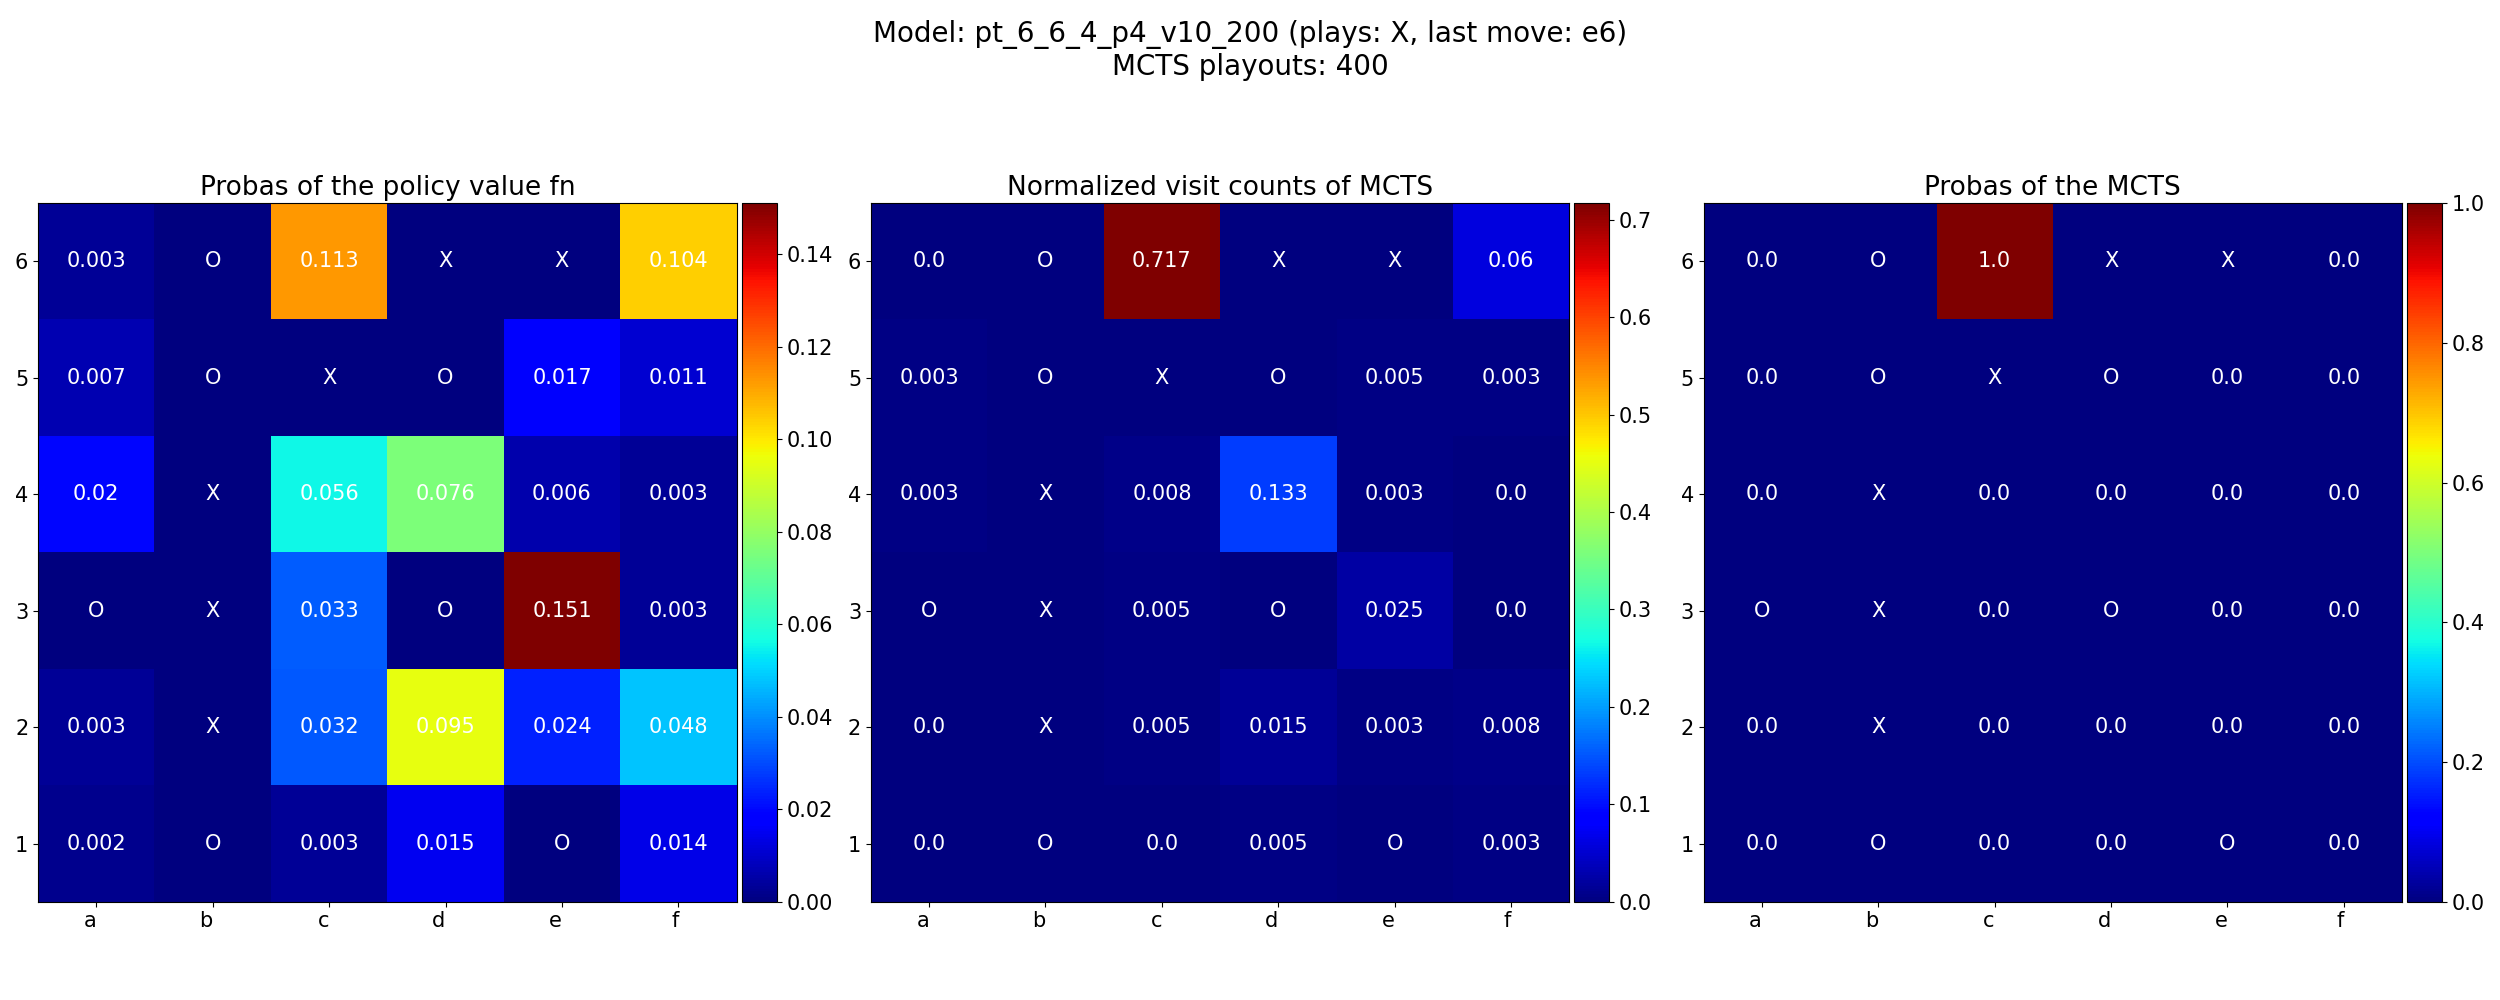 Model: pt_6_6_4_p4_v10_200 (plays: X, last move: e6)
MCTS playouts: 400
Probas of the policy value fn
6 0.003 O 0.113 X X 0.104
5 0.007 O X O 0.017 0.011
4 0.02 X 0.056 0.076 0.006 0.003
3 O X 0.033 O 0.151 0.003
2 0.003 X 0.032 0.095 0.024 0.048
1 0.002 O 0.003 0.015 O 0.014
a b c d e f
0.14
0.12
0.10
0.08
0.06
0.04
0.02
0.00
Normalized visit counts of MCTS
6 0.0 O 0.717 X X 0.06
5 0.003 O X O 0.005 0.003
4 0.003 X 0.008 0.133 0.003 0.0
3 O X 0.005 O 0.025 0.0
2 0.0 X 0.005 0.015 0.003 0.008
1 0.0 O 0.0 0.005 O 0.003
a b c d e f
0.7
0.6
0.5
0.4
0.3
0.2
0.1
0.0
Probas of the MCTS
6 0.0 O 1.0 X X 0.0
5 0.0 O X O 0.0 0.0
4 0.0 X 0.0 0.0 0.0 0.0
3 O X 0.0 O 0.0 0.0
2 0.0 X 0.0 0.0 0.0 0.0
1 0.0 O 0.0 0.0 O 0.0
a b c d e f
1.0
0.8
0.6
0.4
0.2
0.0